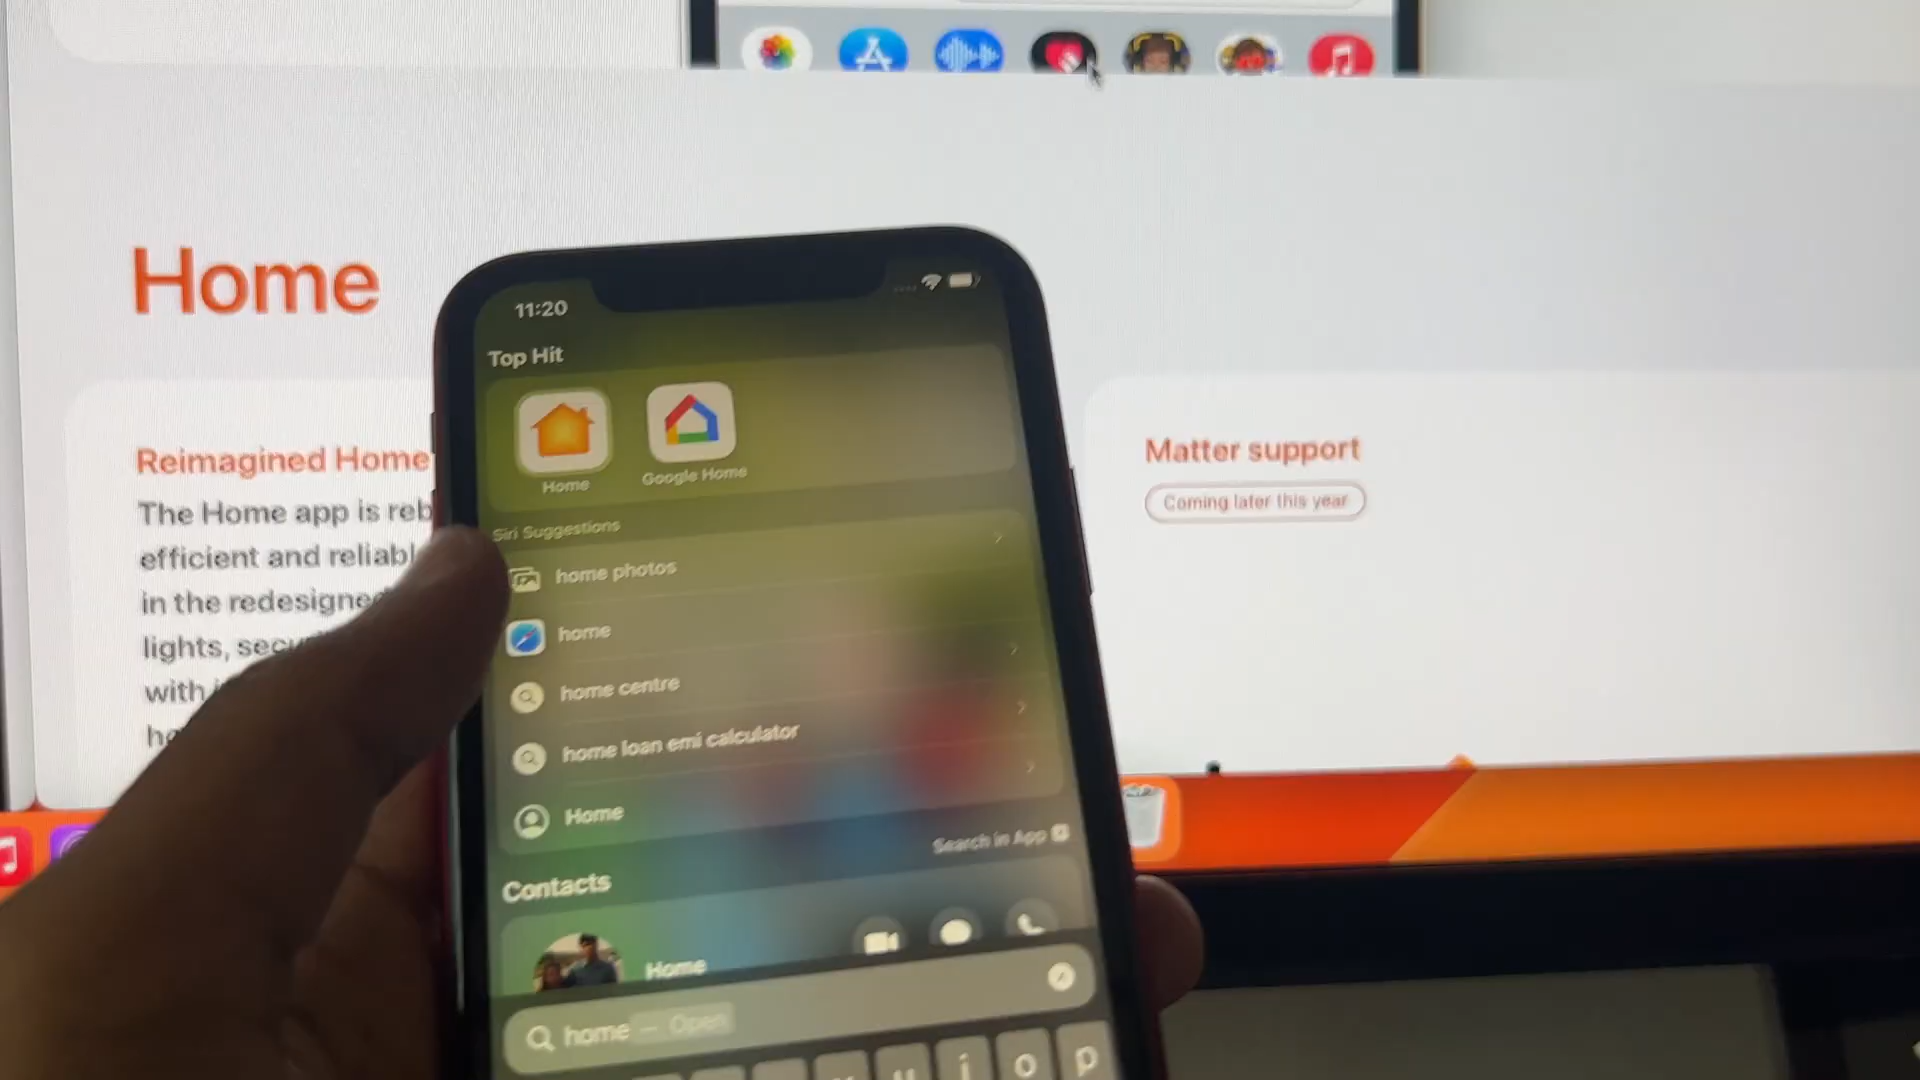 Home
Reimagined Home
The Home app is reb
efficient and reliabl
in the redesigned
lights, secu
with
ho
Matter support
Coming later this year
11:20
Top Hit
Home
Google Home
Siri Suggestions
home photos
home
home centre
home loan emi calculator
Home
Search in App
Contacts
Home
home — Open
u i o p